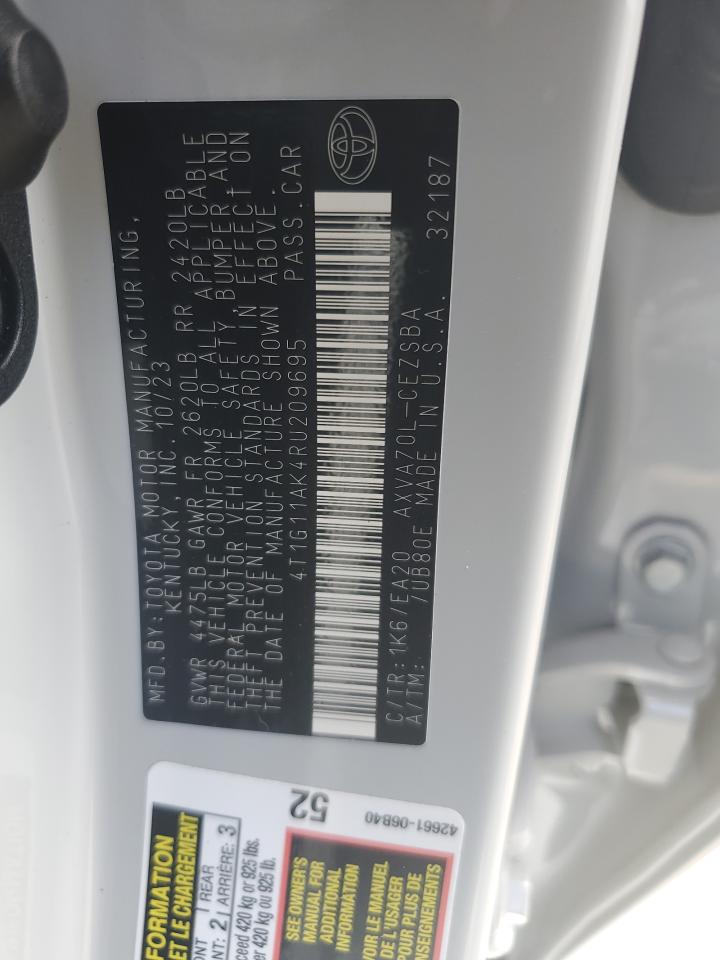 MFD. BY: TOYOTA MOTOR MANUFACTURING,
KENTUCKY, INC. 10/23
GVWR 4475LB GAWR FR 2620LB RR 2420LB
THIS VEHICLE CONFORMS TO ALL APPLICABLE
FEDERAL MOTOR VEHICLE SAFETY, BUMPER AND
THEFT PREVENTION STANDARDS IN EFFECT ON
THE DATE OF MANUFACTURE SHOWN ABOVE.
4T1G11AK4RU209695 PASS.CAR
C/TR: 1K6/EA20 AXVA70L-CEZSBA
A/TM: /UB80E MADE IN U.S.A. 32187
FORMATION
ET LE CHARGEMENT
ONT REAR
ONT: 2 ARRIÈRE: 3
xceed 420 kg or 925 lbs.
er 420 kg ou 925 lb.
SEE OWNER'S
MANUAL FOR
ADDITIONAL
INFORMATION
VOIR LE MANUEL
DE L'USAGER
POUR PLUS DE
RENSEIGNEMENTS
52
42661-06B40